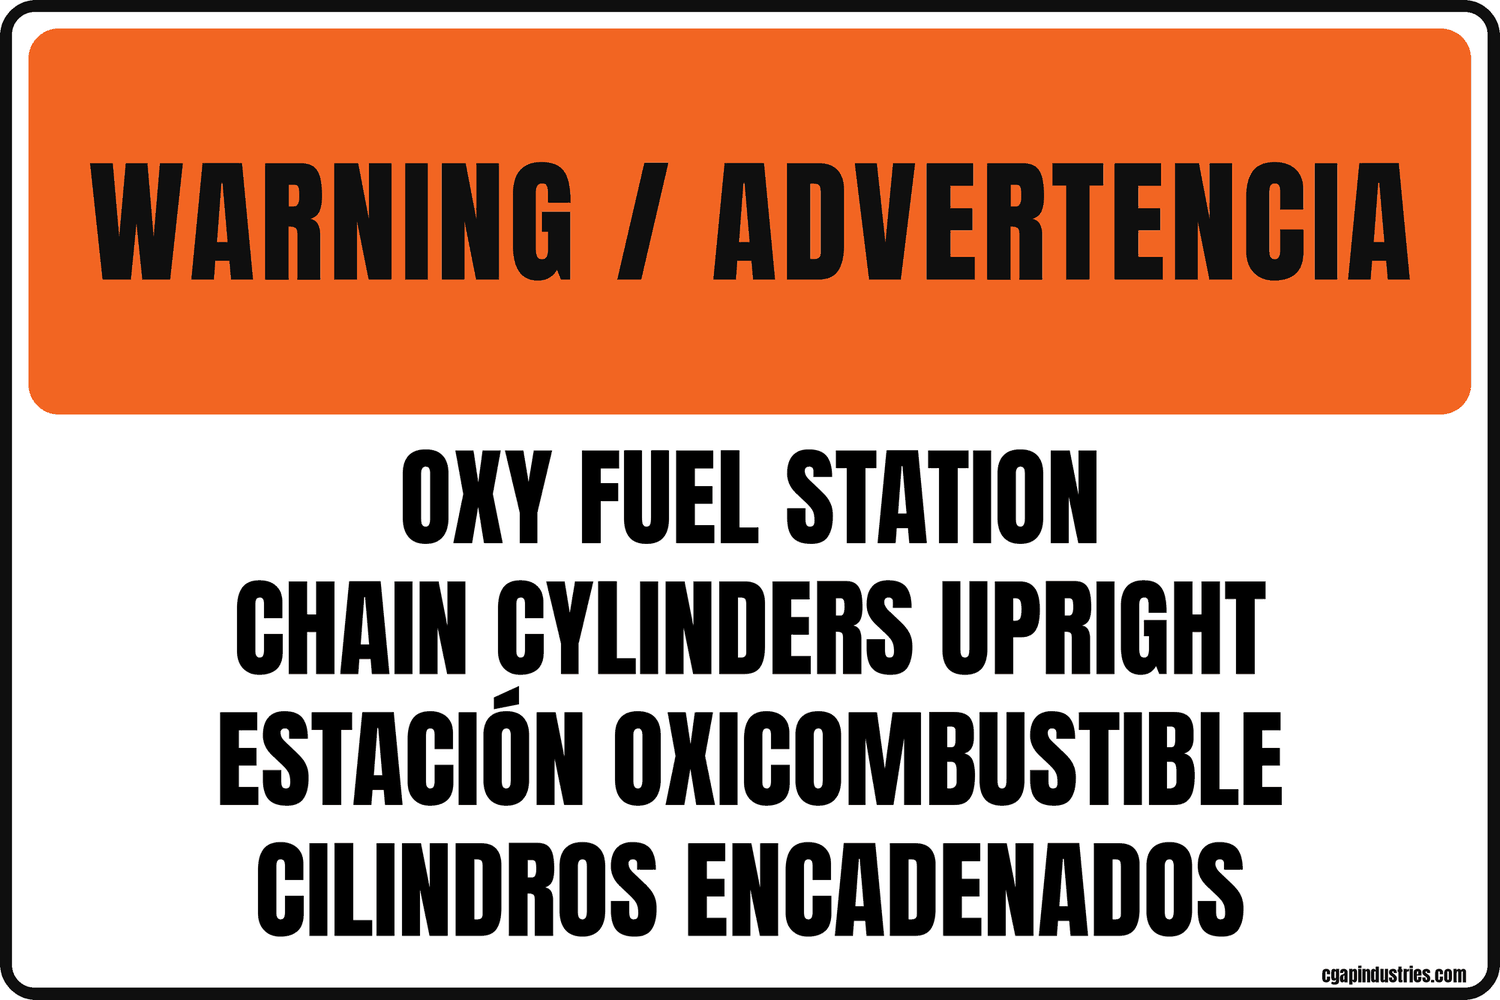 WARNING / ADVERTENCIA
OXY FUEL STATION
CHAIN CYLINDERS UPRIGHT
ESTACIÓN OXICOMBUSTIBLE
CILINDROS ENCADENADOS
cgapindustries.com